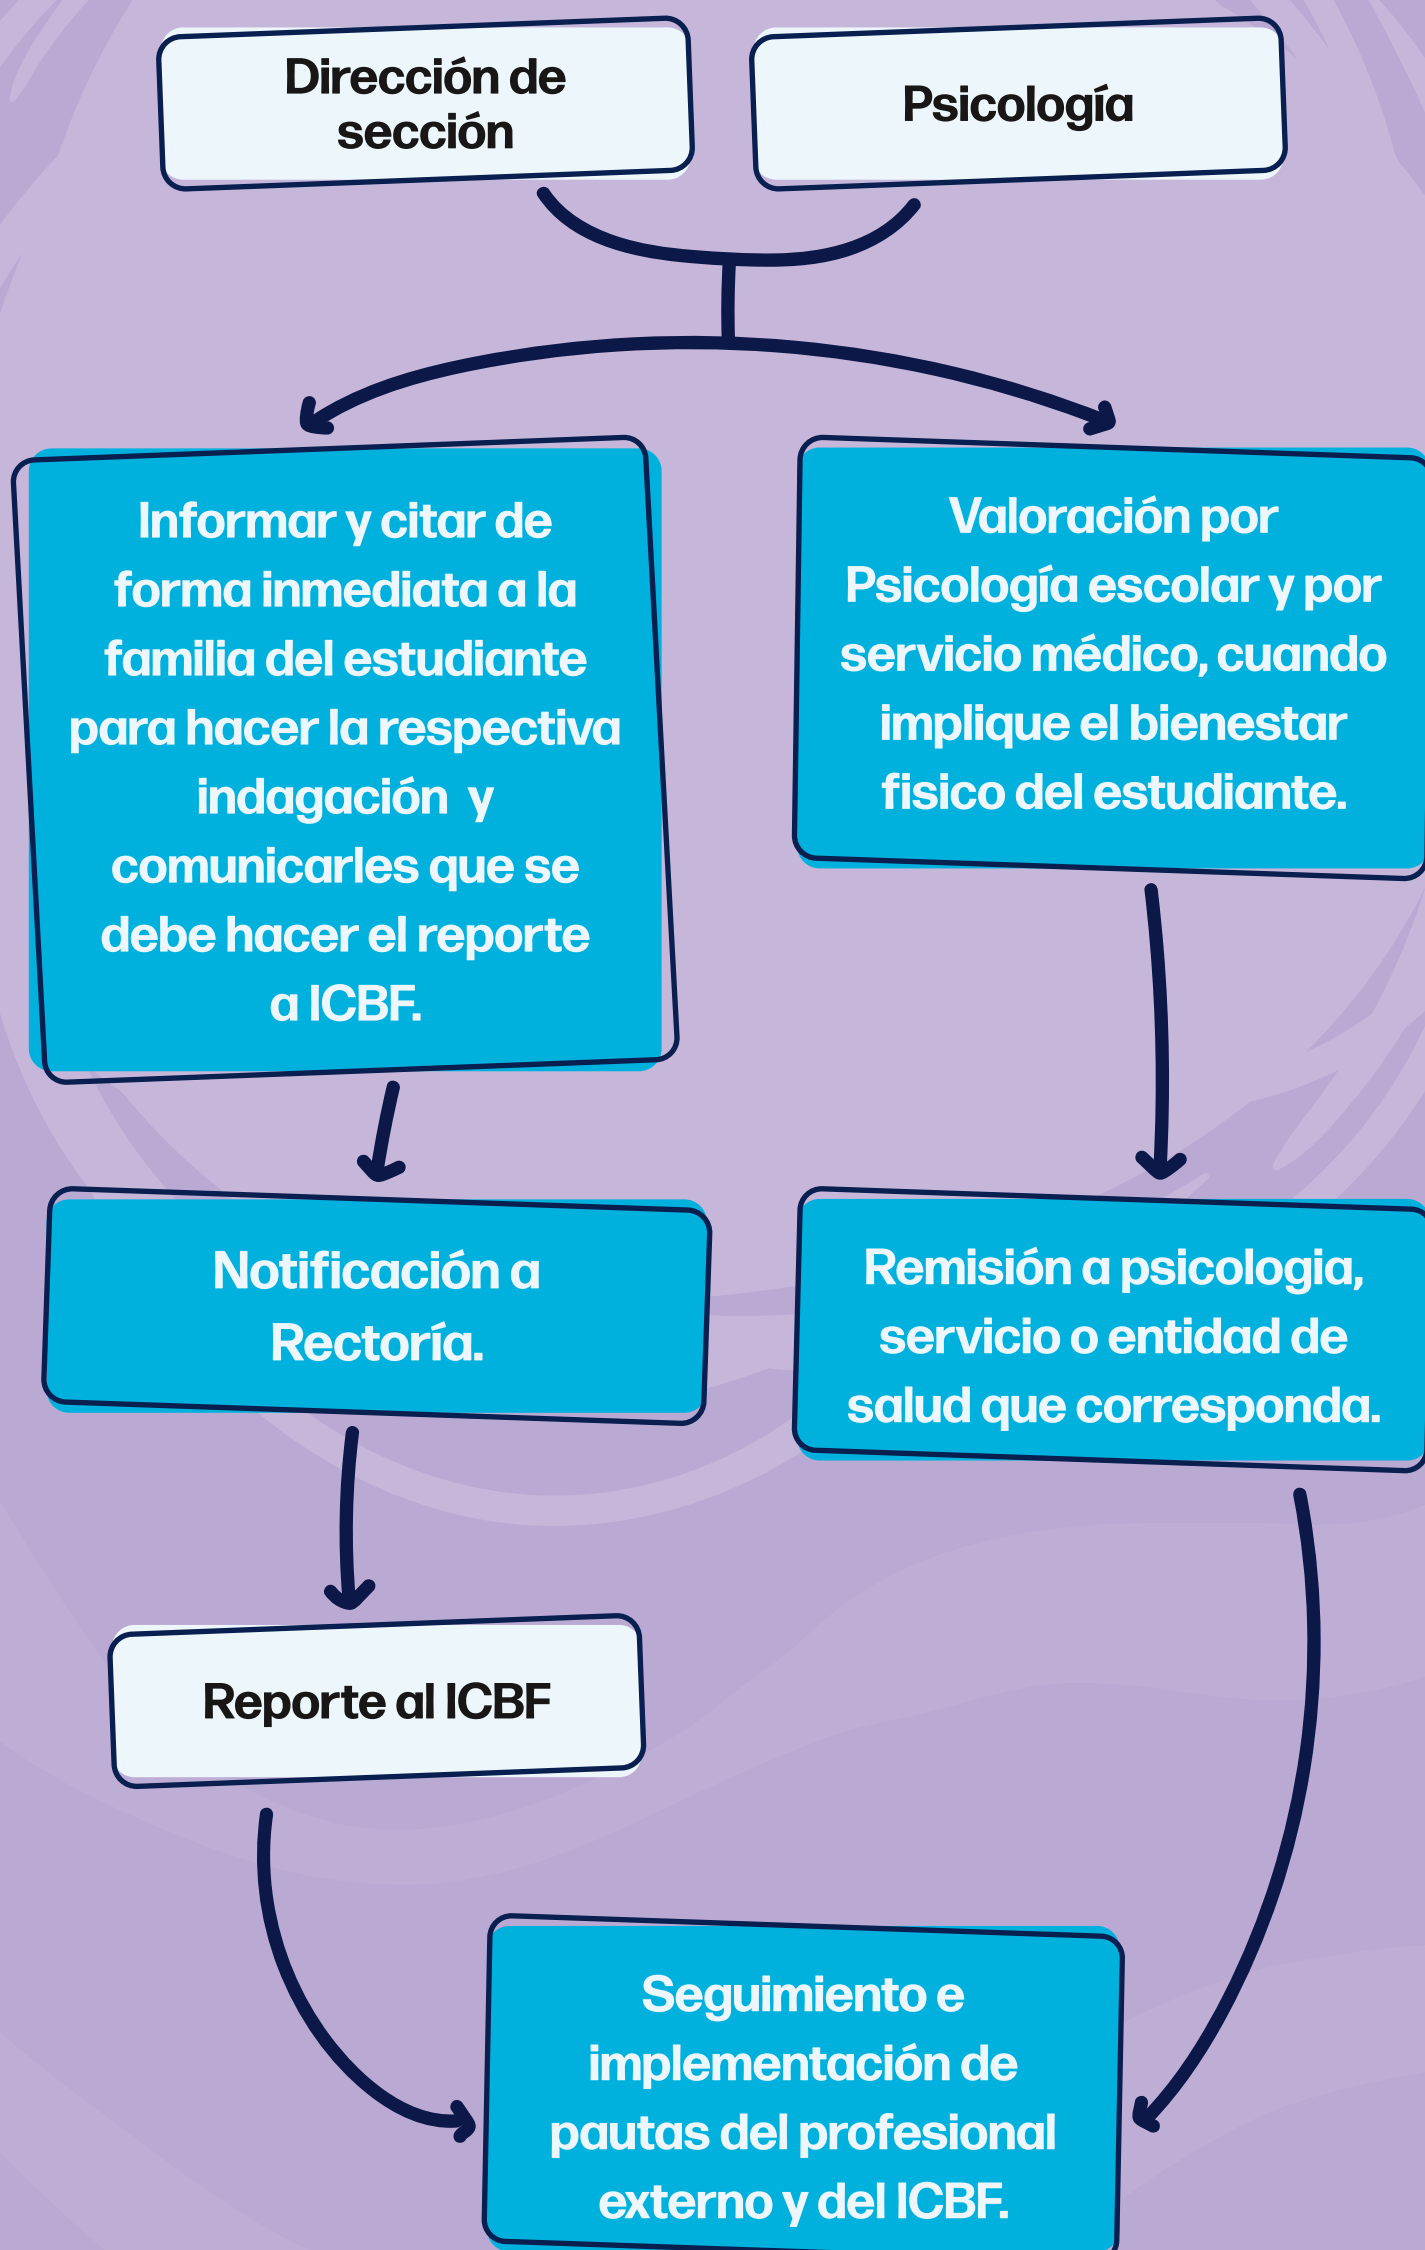 Dirección de
sección
Psicología
Informar y citar de
forma inmediata a la
familia del estudiante
para hacer la respectiva
indagación y
comunicarles que se
debe hacer el reporte
a ICBF.
Valoración por
Psicología escolar y por
servicio médico, cuando
implique el bienestar
fisico del estudiante.
Notificación a
Rectoría.
Remisión a psicologia,
servicio o entidad de
salud que corresponda.
Reporte al ICBF
Seguimiento e
implementación de
pautas del profesional
externo y del ICBF.